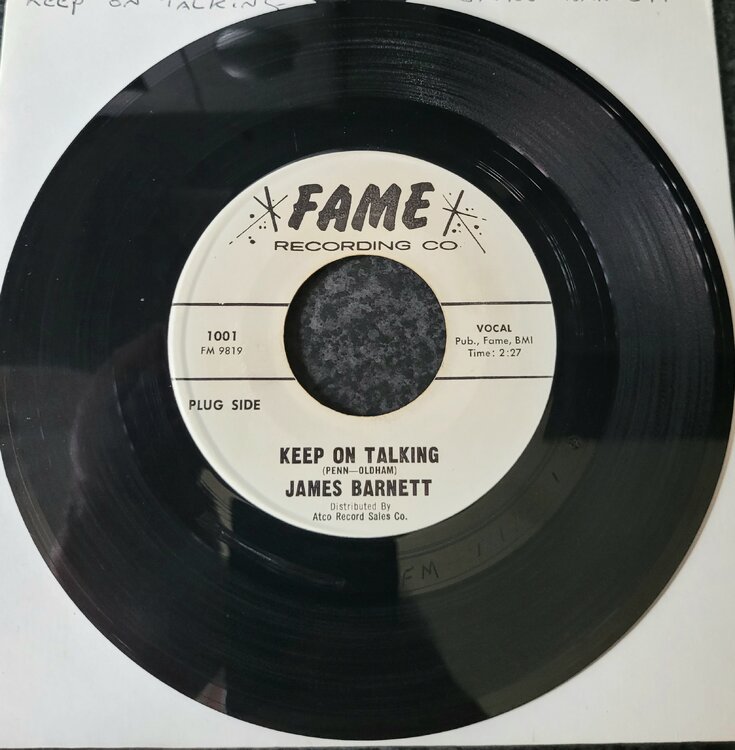 KEEP ON TALKING
FAME
RECORDING CO
1001
FM 9819
VOCAL
Pub., Fame, BMI
Time: 2:27
PLUG SIDE
KEEP ON TALKING
(PENN—OLDHAM)
JAMES BARNETT
Distributed By
Atco Record Sales Co.
FM